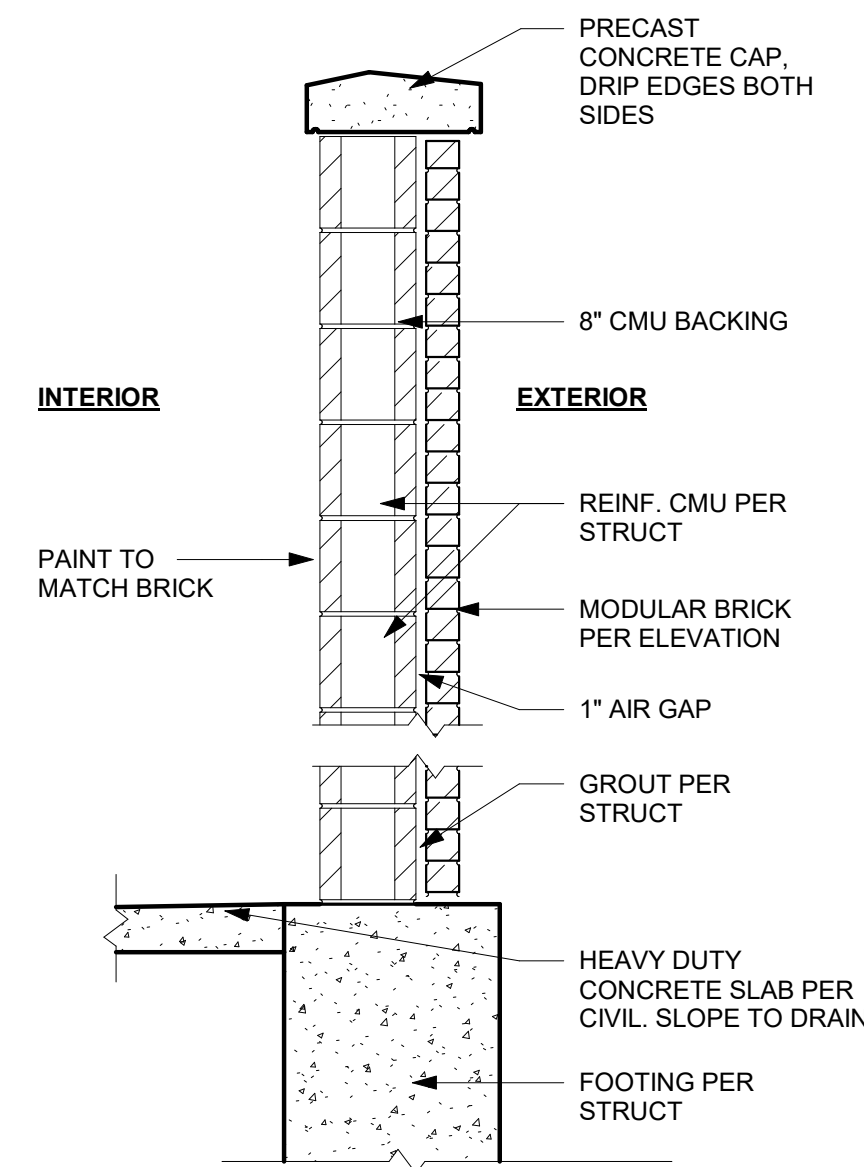 PRECAST
CONCRETE CAP,
DRIP EDGES BOTH
SIDES
8" CMU BACKING
INTERIOR
EXTERIOR
REINF. CMU PER
STRUCT
PAINT TO
MATCH BRICK
MODULAR BRICK
PER ELEVATION
1" AIR GAP
GROUT PER
STRUCT
HEAVY DUTY
CONCRETE SLAB PER
CIVIL. SLOPE TO DRAIN
FOOTING PER
STRUCT